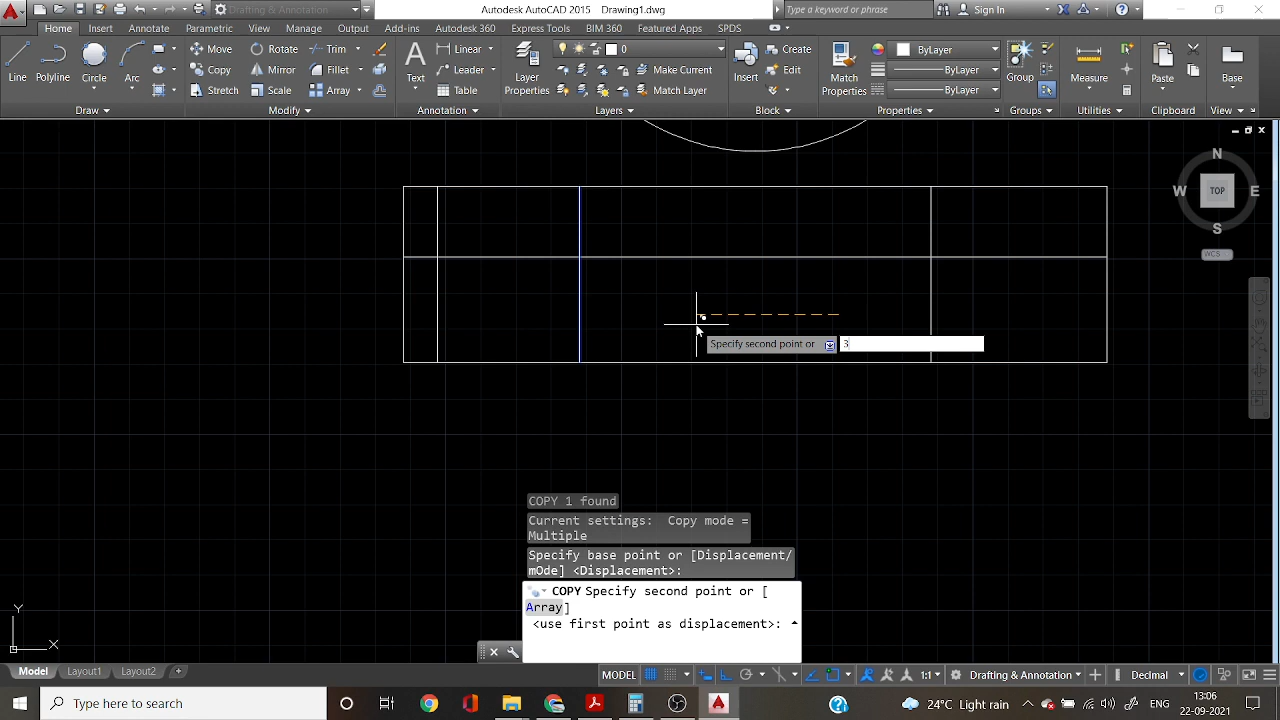 Drafting & Annotation
Autodesk AutoCAD 2015 Drawing1.dwg
Type a keyword or phrase
Sign In
Home Insert Annotate Parametric View Manage Output Add-ins Autodesk 360 Express Tools BIM 360 Featured Apps SPDS
Line Polyline Circle Arc
Move Rotate Trim
Copy Mirror Fillet
Stretch Scale Array
Text
Linear
Leader
Table
Layer
Properties
0
Make Current
Match Layer
Insert
Create
Edit
Match
Properties
ByLayer
ByLayer
ByLayer
Group
Measure
Paste
Base
Draw Modify Annotation Layers Block Properties Groups Utilities Clipboard View
N
W TOP E
S
WCS
Specify second point or 3
COPY 1 found
Current settings: Copy mode =
Multiple
Specify base point or [Displacement/
mOde] <Displacement>:
COPY Specify second point or [
Array]
<use first point as displacement>:
Y
X
Model Layout1 Layout2 +
MODEL 1:1 Drafting & Annotation Decimal
Type here to search
24°C Light rain
ENG
13:06
22-09-2021